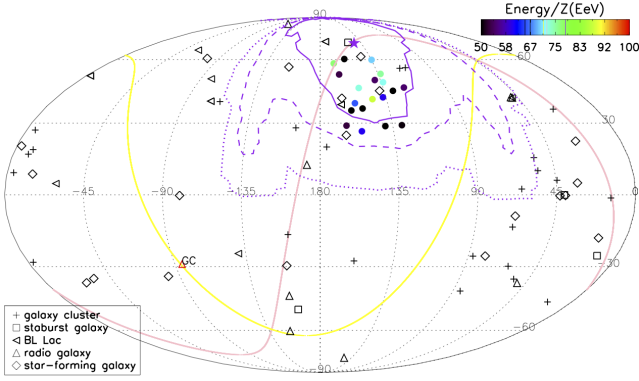 Energy/Z(EeV)
50 58 67 75 83 92 100
90
60
30
-45 -90 180 -135 90 -45 0
GC
-30
-60
-90
galaxy cluster
staburst galaxy
BL Lac
radio galaxy
star-forming galaxy